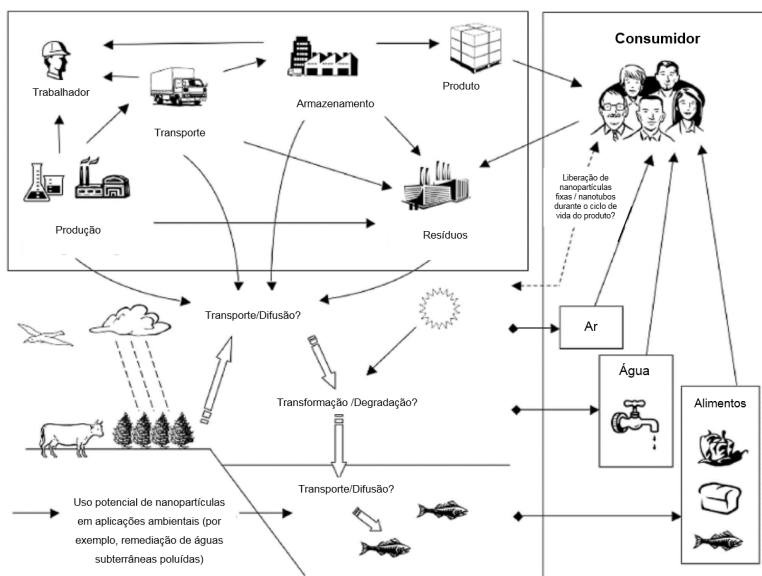 Trabalhador
Transporte
Armazenamento
Produto
Produção
Resíduos
Consumidor
Liberação de
nanopartículas
fixas / nanotubos
durante o ciclo de
vida do produto?
Transporte/Difusão?
Ar
Água
Alimentos
Transformação /Degradação?
Transporte/Difusão?
Uso potencial de nanopartículas
em aplicações ambientais (por
exemplo, remediação de águas
subterrâneas poluídas)